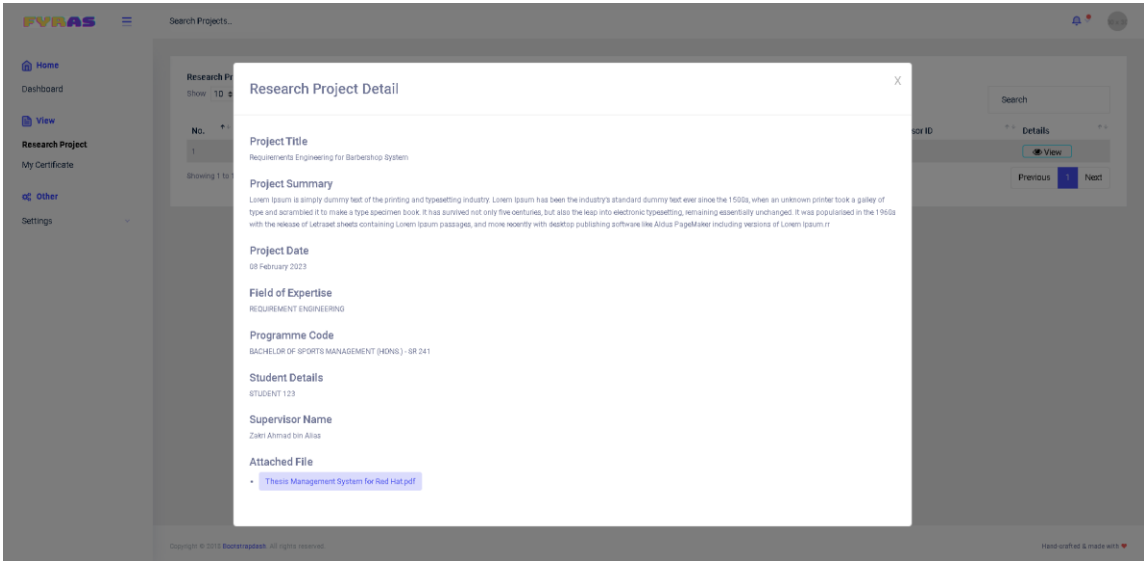 FYRAS
Search Projects..
Home
Dashboard
View
Research Project
My Certificate
Other
Settings
Research Pr
Show 10
Search
No.
sor ID
Details
1
View
Showing 1 to 1
Previous 1 Next
Research Project Detail
X
Project Title
Requirements Engineering for Barbershop System
Project Summary
Lorem Ipsum is simply dummy text of the printing and typesetting industry. Lorem Ipsum has been the industry's standard dummy text ever since the 1500s, when an unknown printer took a galley of
type and scrambled it to make a type specimen book. It has survived not only five centuries, but also the leap into electronic typesetting, remaining essentially unchanged. It was popularised in the 1960s
with the release of Letraset sheets containing Lorem Ipsum passages, and more recently with desktop publishing software like Aldus PageMaker including versions of Lorem Ipsum.rr
Project Date
08 February 2023
Field of Expertise
REQUIREMENT ENGINEERING
Programme Code
BACHELOR OF SPORTS MANAGEMENT (HONS.) - SR 241
Student Details
STUDENT 123
Supervisor Name
Zakri Ahmad bin Alias
Attached File
Thesis Management System for Red Hat.pdf
Copyright © 2018 Bootstrapdash. All rights reserved.
Hand-crafted & made with